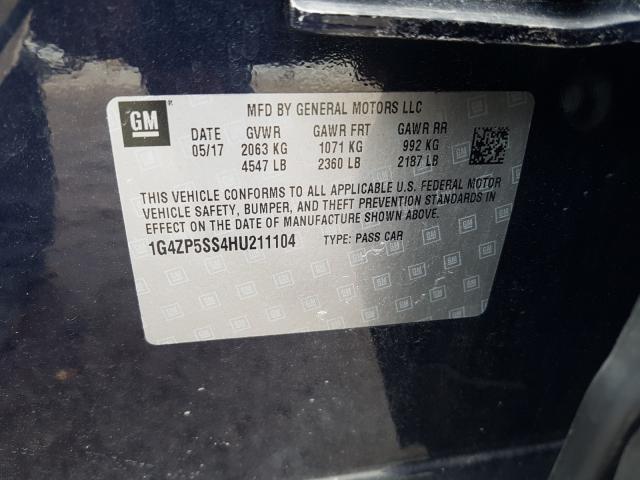 GM
MFD BY GENERAL MOTORS LLC
DATE GVWR GAWR FRT GAWR RR
05/17 2063 KG 1071 KG 992 KG
4547 LB 2360 LB 2187 LB
THIS VEHICLE CONFORMS TO ALL APPLICABLE U.S. FEDERAL MOTOR
VEHICLE SAFETY, BUMPER, AND THEFT PREVENTION STANDARDS IN
EFFECT ON THE DATE OF MANUFACTURE SHOWN ABOVE.
1G4ZP5SS4HU211104 TYPE: PASS CAR